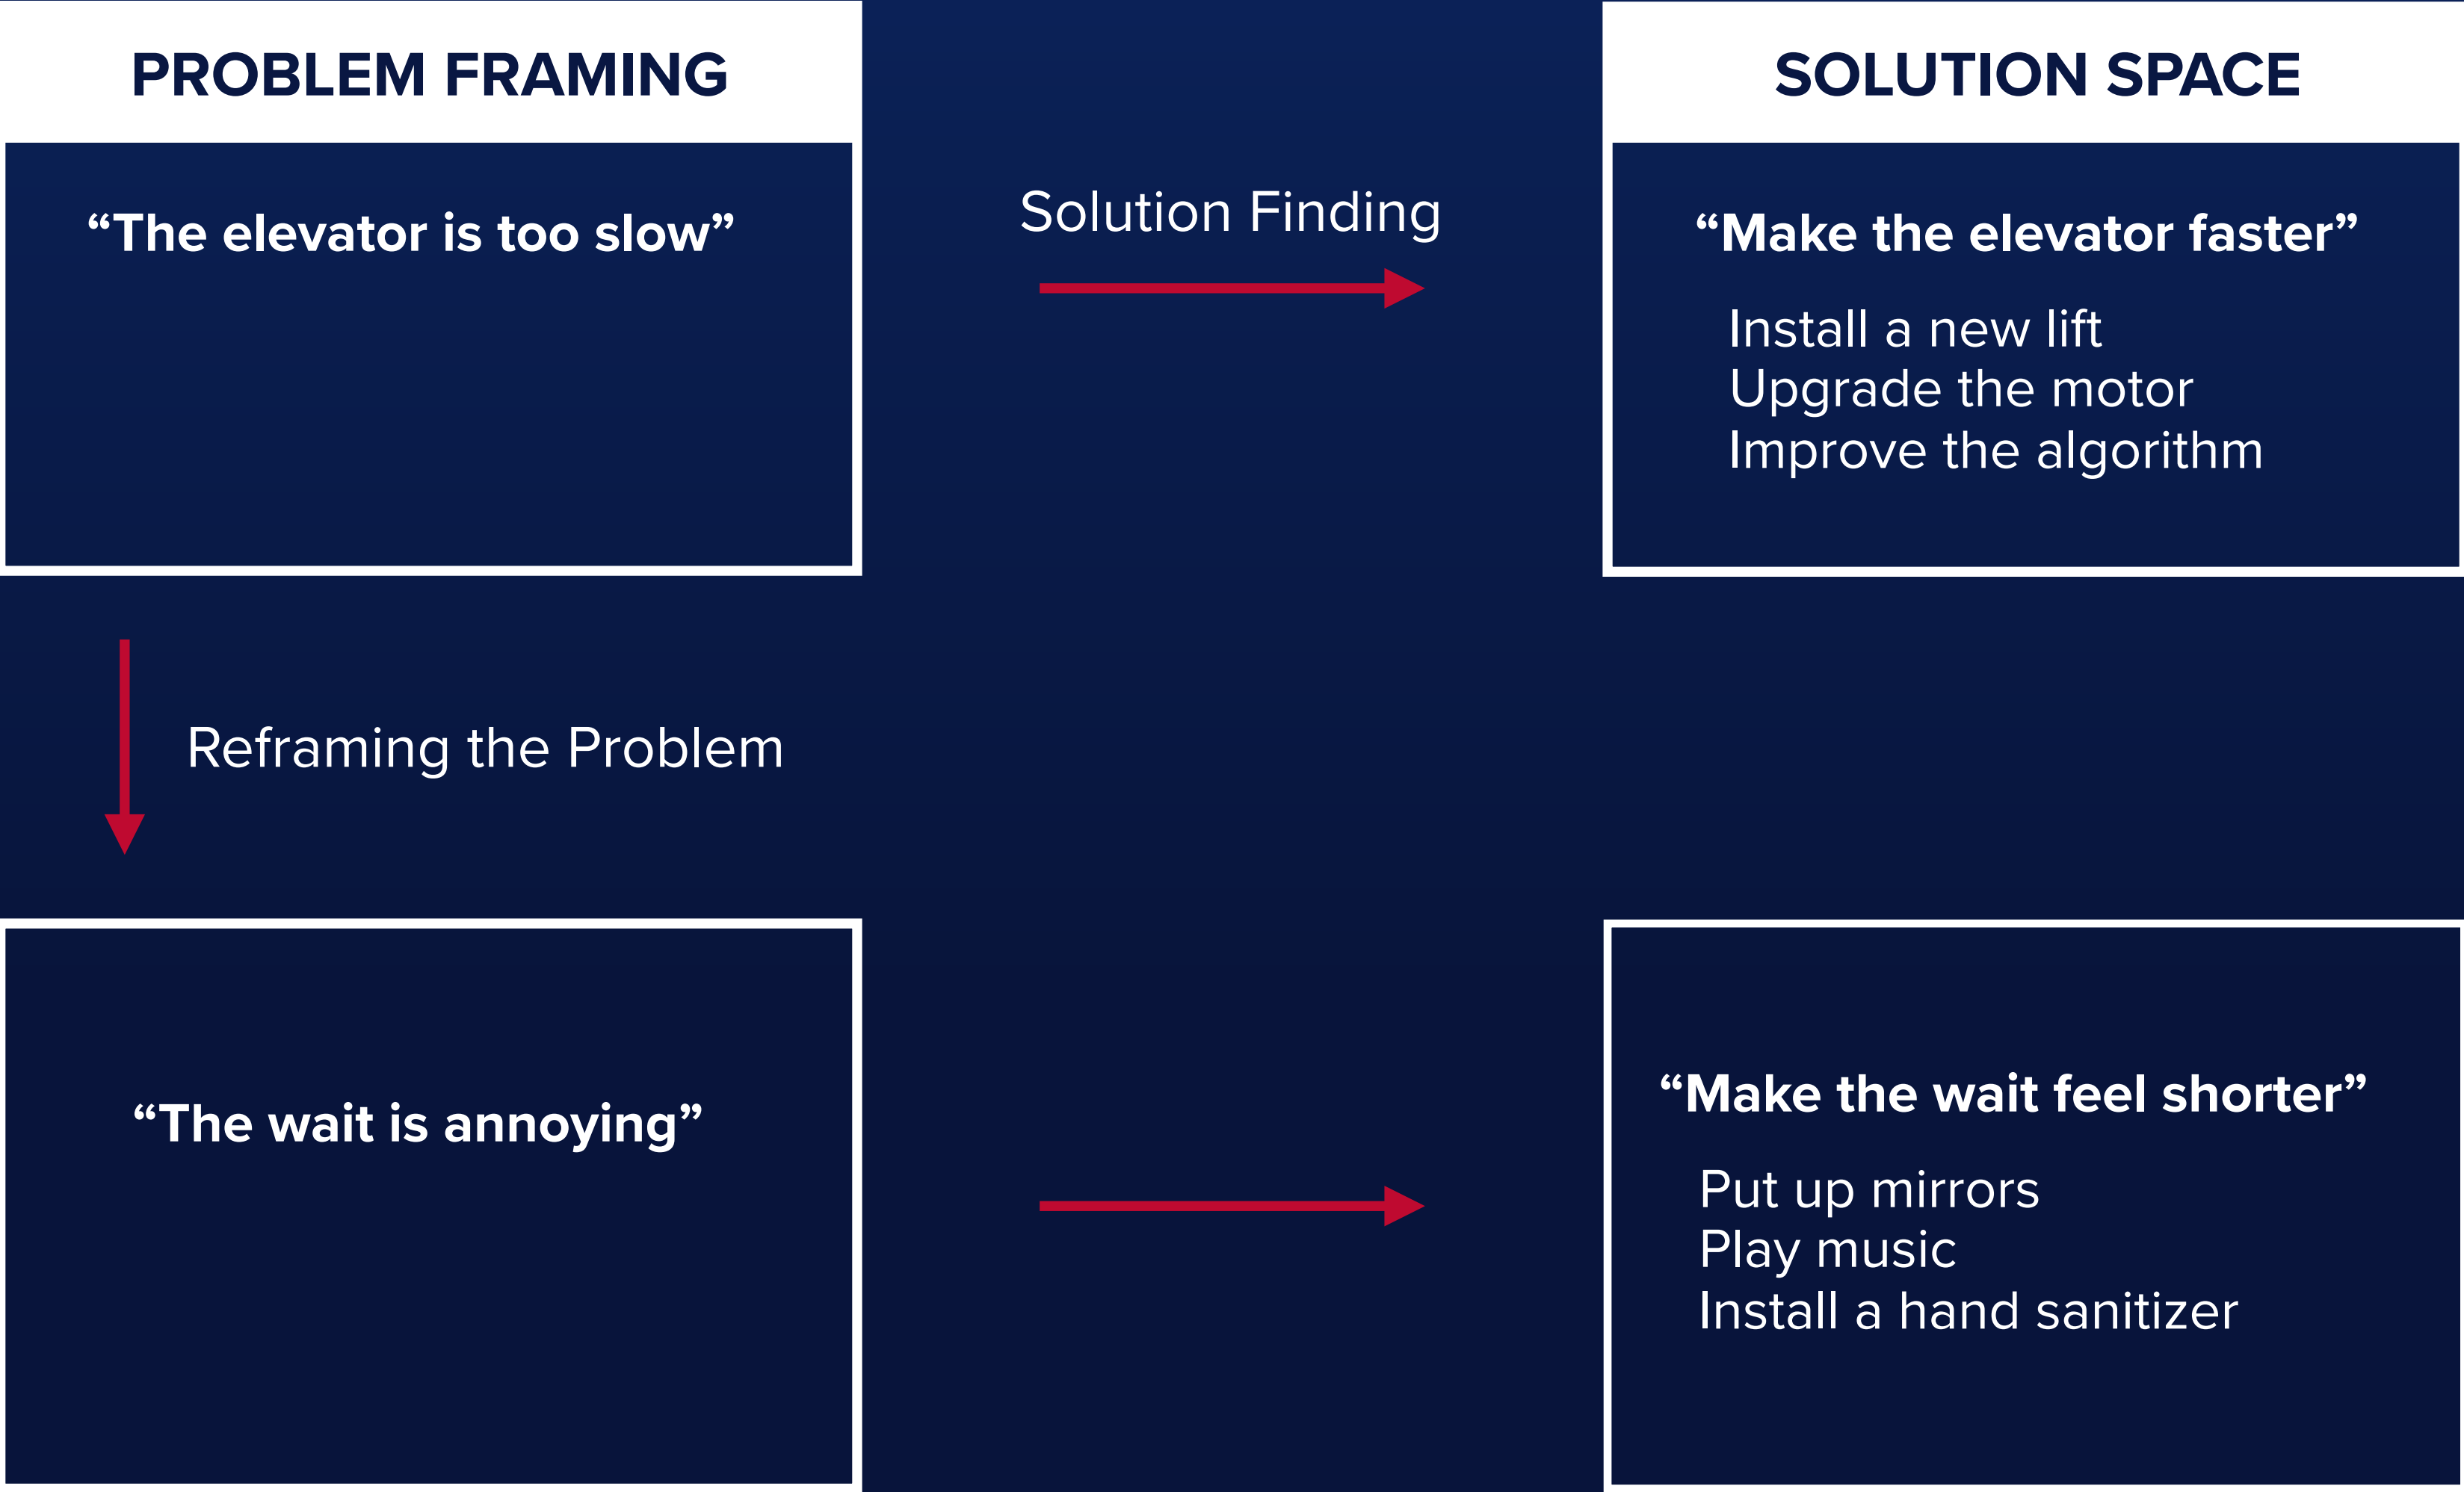 PROBLEM FRAMING
“The elevator is too slow”
Solution Finding
SOLUTION SPACE
“Make the elevator faster”
Install a new lift
Upgrade the motor
Improve the algorithm
Reframing the Problem
“The wait is annoying”
“Make the wait feel shorter”
Put up mirrors
Play music
Install a hand sanitizer